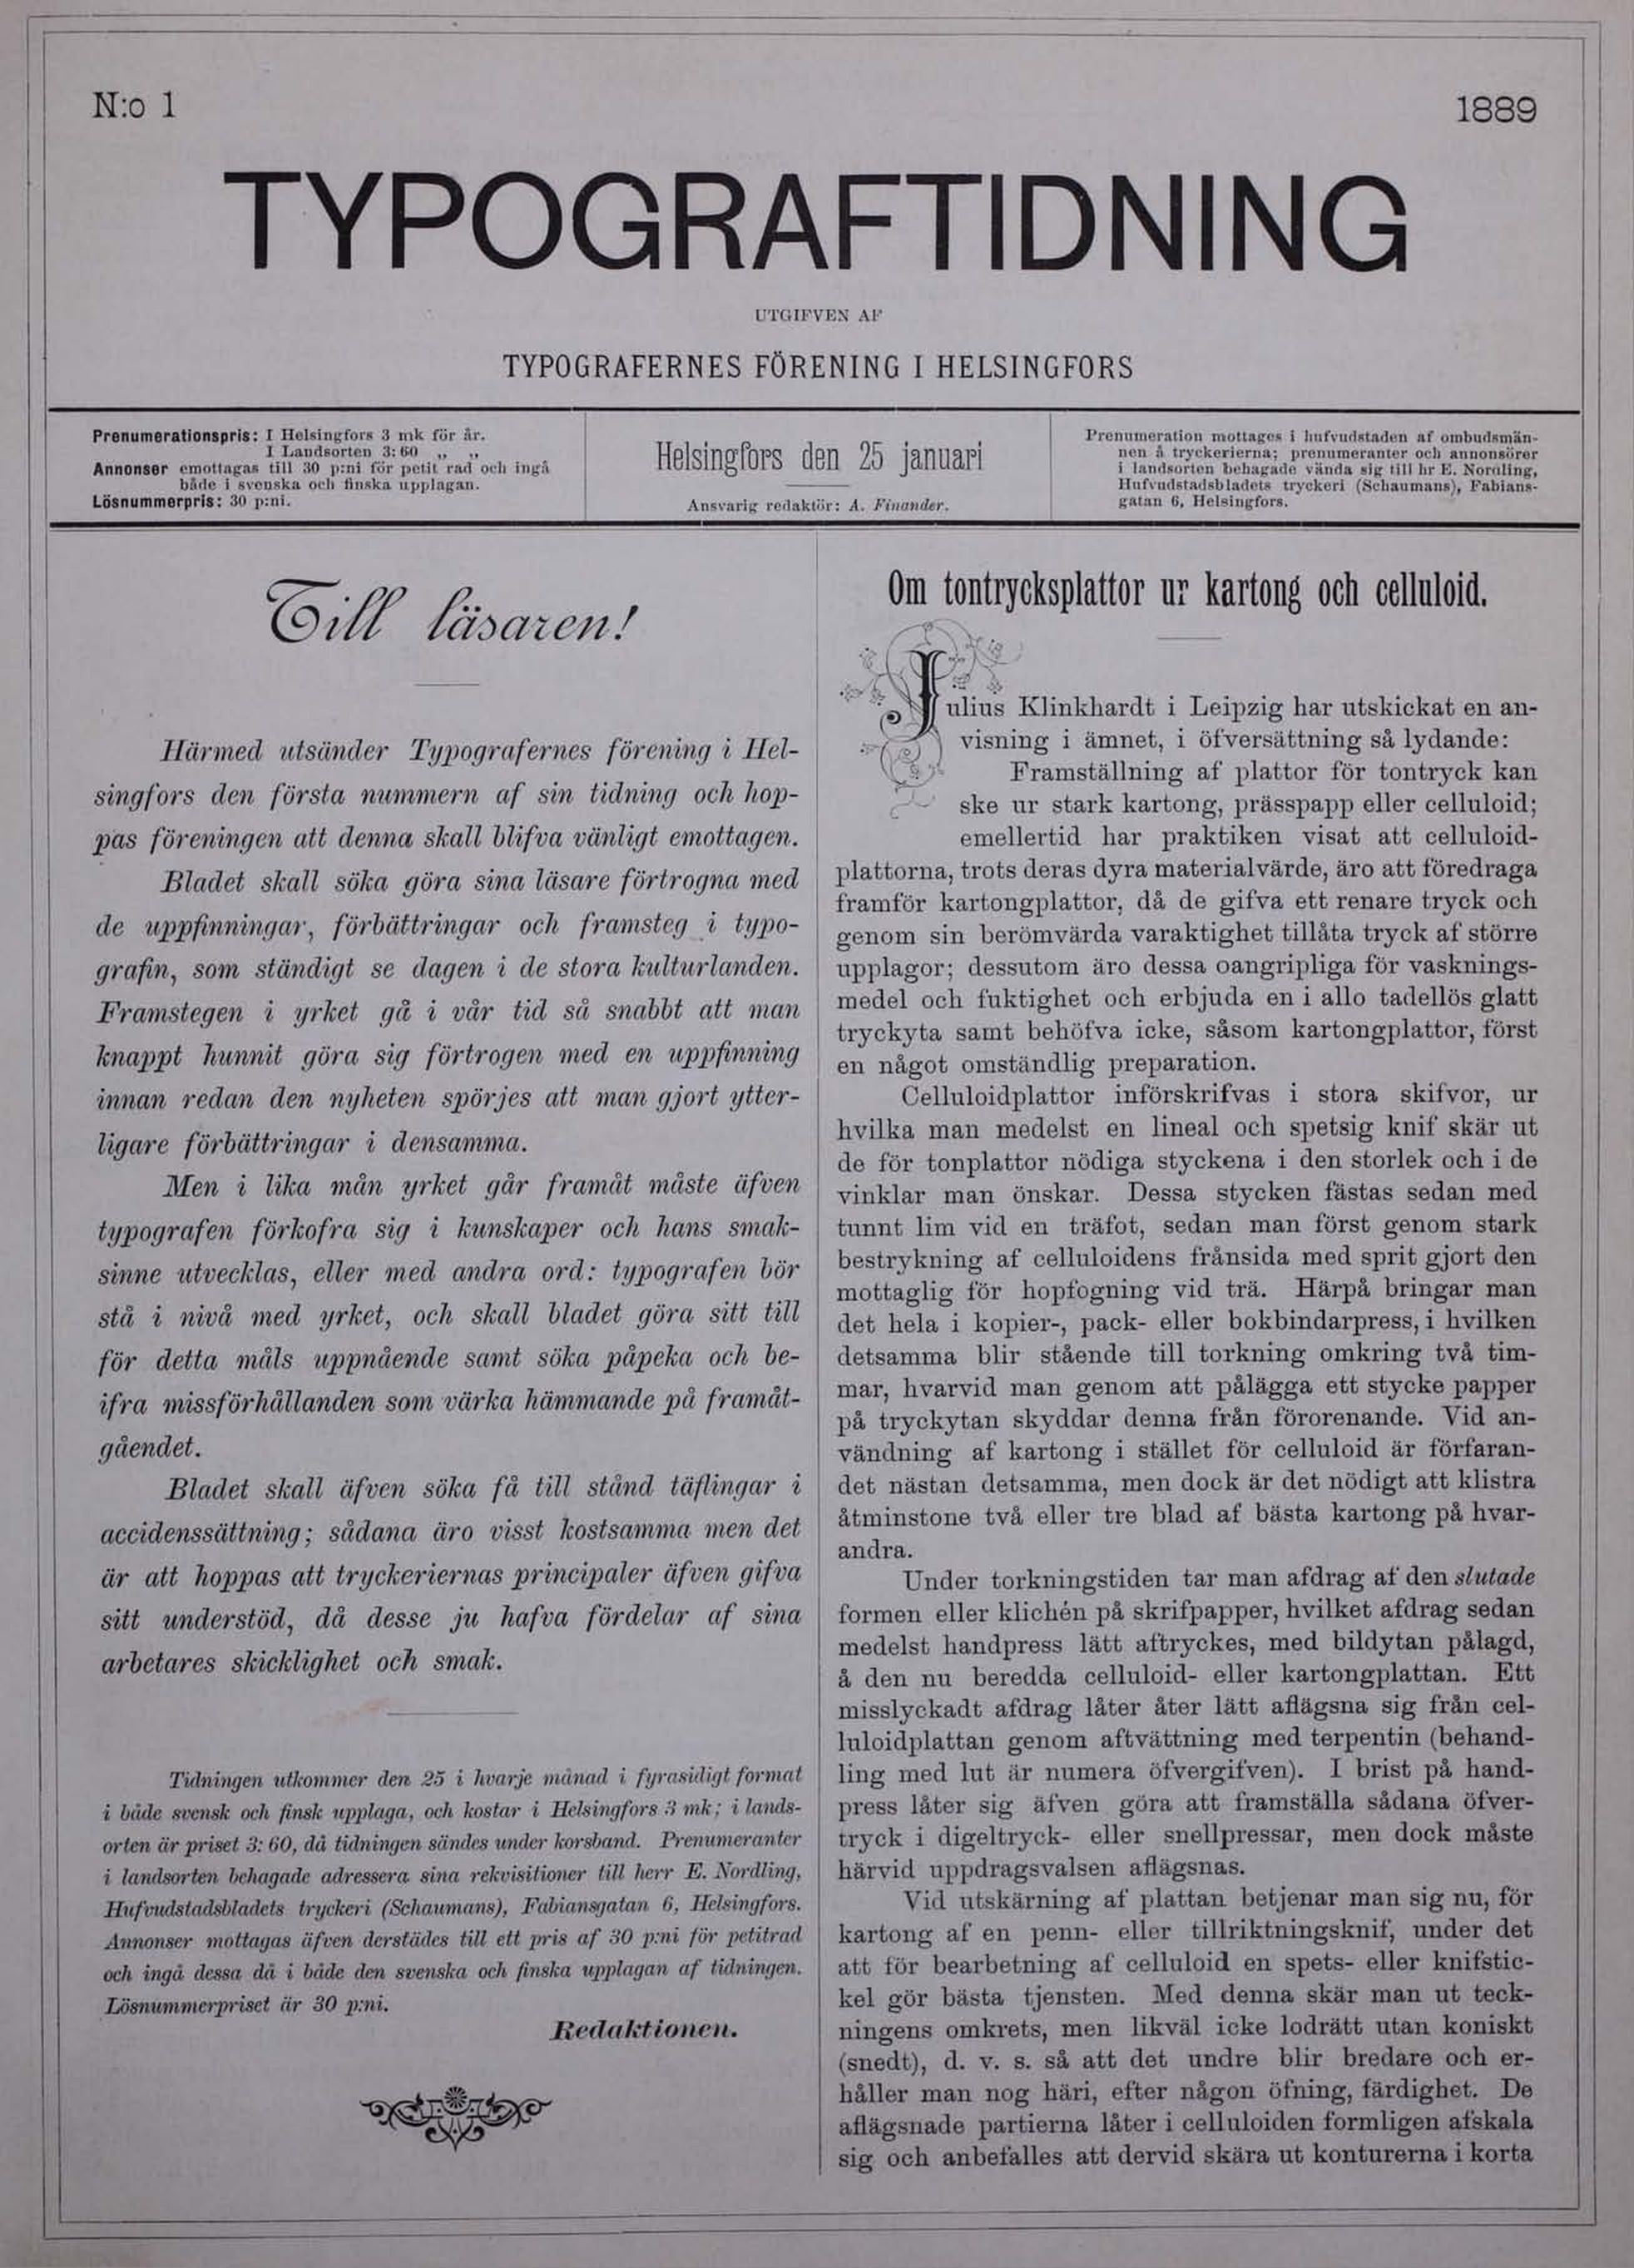 N:o 1
1889
TYPOGRAFTIDNING
UTGIFVEN AF
TYPOGRAFERNES FÖRENING I HELSINGFORS
Prenumerationspris: I Helsingfors 3 mk för år.
I Landsorten 3: 60 „ „
Annonser emottagas till 30 p:ni för petit rad och ingå
både i svenska och finska upplagan.
Lösnummerpris: 30 p:ni.
Helsingfors den 25 januari
Ansvarig redaktör: A. Finander.
Prenumeration mottages i hufvudstaden af ombudsmän-
nen å tryckerierna; prenumeranter och annonsörer
i landsorten behagade vända sig till hr E. Nordling,
Hufvudstadsbladets tryckeri (Schaumans), Fabians-
gatan 6, Helsingfors.
Till läsaren!
Härmed utsänder Typografernes förening i Hel-
singfors den första nummern af sin tidning och hop-
pas föreningen att denna skall blifva vänligt emottagen.
Bladet skall söka göra sina läsare förtrogna med
de uppfinningar, förbättringar och framsteg i typo-
grafin, som ständigt se dagen i de stora kulturlanden.
Framstegen i yrket gå i vår tid så snabbt att man
knappt hunnit göra sig förtrogen med en uppfinning
innan redan den nyheten spörjes att man gjort ytter-
ligare förbättringar i densamma.
Men i lika mån yrket går framåt måste äfven
typografen förkofra sig i kunskaper och hans smak-
sinne utvecklas, eller med andra ord: typografen bör
stå i nivå med yrket, och skall bladet göra sitt till
för detta måls uppnående samt söka påpeka och be-
ifra missförhållanden som värka hämmande på framåt-
gåendet.
Bladet skall äfven söka få till stånd täflingar i
accidenssättning; sådana äro visst kostsamma men det
är att hoppas att tryckeriernas principaler äfven gifva
sitt understöd, då desse ju hafva fördelar af sina
arbetares skicklighet och smak.
Tidningen utkommer den 25 i hvarje månad i fyrasidigt format
i både svensk och finsk upplaga, och kostar i Helsingfors 3 mk; i lands-
orten är priset 3: 60, då tidningen sändes under korsband. Prenumeranter
i landsorten behagade adressera sina rekvisitioner till herr E. Nordling,
Hufvudstadsbladets tryckeri (Schaumans), Fabiansgatan 6, Helsingfors.
Annonser mottagas äfven derstädes till ett pris af 30 p:ni för petitrad
och ingå dessa då i både den svenska och finska upplagan af tidningen.
Lösnummerpriset är 30 p:ni.
Redaktionen.
Om tontrycksplattor ur kartong och celluloid.
Julius Klinkhardt i Leipzig har utskickat en an-
visning i ämnet, i öfversättning så lydande:
Framställning af plattor för tontryck kan
ske ur stark kartong, prässpapp eller celluloid;
emellertid har praktiken visat att celluloid-
plattorna, trots deras dyra materialvärde, äro att föredraga
framför kartongplattor, då de gifva ett renare tryck och
genom sin berömvärda varaktighet tillåta tryck af större
upplagor; dessutom äro dessa oangripliga för vasknings-
medel och fuktighet och erbjuda en i allo tadellös glatt
tryckyta samt behöfva icke, såsom kartongplattor, först
en något omständlig preparation.
Celluloidplattor införskrifvas i stora skifvor, ur
hvilka man medelst en lineal och spetsig knif skär ut
de för tonplattor nödiga styckena i den storlek och i de
vinklar man önskar. Dessa stycken fästas sedan med
tunnt lim vid en träfot, sedan man först genom stark
bestrykning af celluloidens frånsida med sprit gjort den
mottaglig för hopfogning vid trä. Härpå bringar man
det hela i kopier-, pack- eller bokbindarpress, i hvilken
detsamma blir stående till torkning omkring två tim-
mar, hvarvid man genom att pålägga ett stycke papper
på tryckytan skyddar denna från förorenande. Vid an-
vändning af kartong i stället för celluloid är förfaran-
det nästan detsamma, men dock är det nödigt att klistra
åtminstone två eller tre blad af bästa kartong på hvar-
andra.
Under torkningstiden tar man afdrag af den slutade
formen eller klichén på skrifpapper, hvilket afdrag sedan
medelst handpress lätt aftryckes, med bildytan pålagd,
å den nu beredda celluloid- eller kartongplattan. Ett
misslyckadt afdrag låter åter lätt aflägsna sig från cel-
luloidplattan genom aftvättning med terpentin (behand-
ling med lut är numera öfvergifven). I brist på hand-
press låter sig äfven göra att framställa sådana öfver-
tryck i digeltryck- eller snellpressar, men dock måste
härvid uppdragsvalsen aflägsnas.
Vid utskärning af plattan betjenar man sig nu, för
kartong af en penn- eller tillriktningsknif, under det
att för bearbetning af celluloid en spets- eller knifstic-
kel gör bästa tjensten. Med denna skär man ut teck-
ningens omkrets, men likväl icke lodrätt utan koniskt
(snedt), d. v. s. så att det undre blir bredare och er-
håller man nog häri, efter någon öfning, färdighet. De
aflägsnade partierna låter i celluloiden formligen afskala
sig och anbefalles att dervid skära ut konturerna i korta